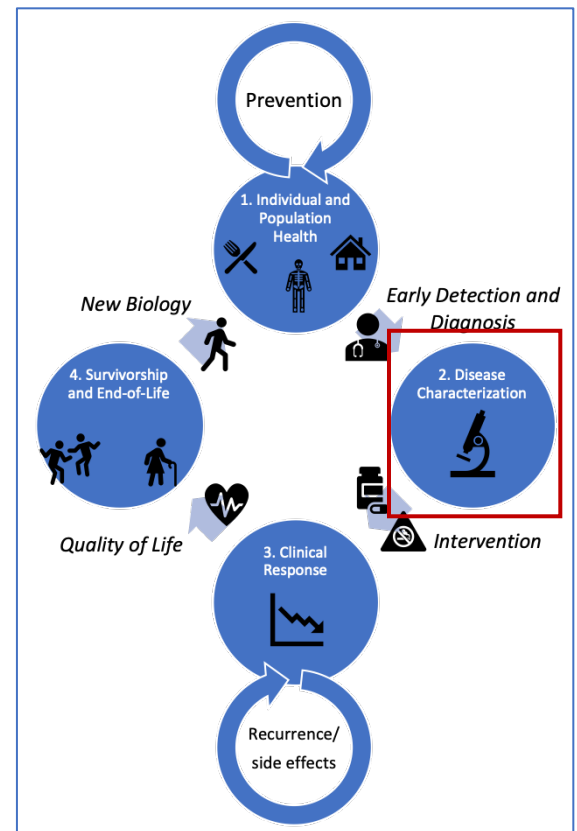 Prevention
1. Individual and
Population
Health
New Biology
Early Detection and
Diagnosis
4. Survivorship
and End-of-Life
2. Disease
Characterization
Quality of Life
Intervention
3. Clinical
Response
Recurrence/
side effects